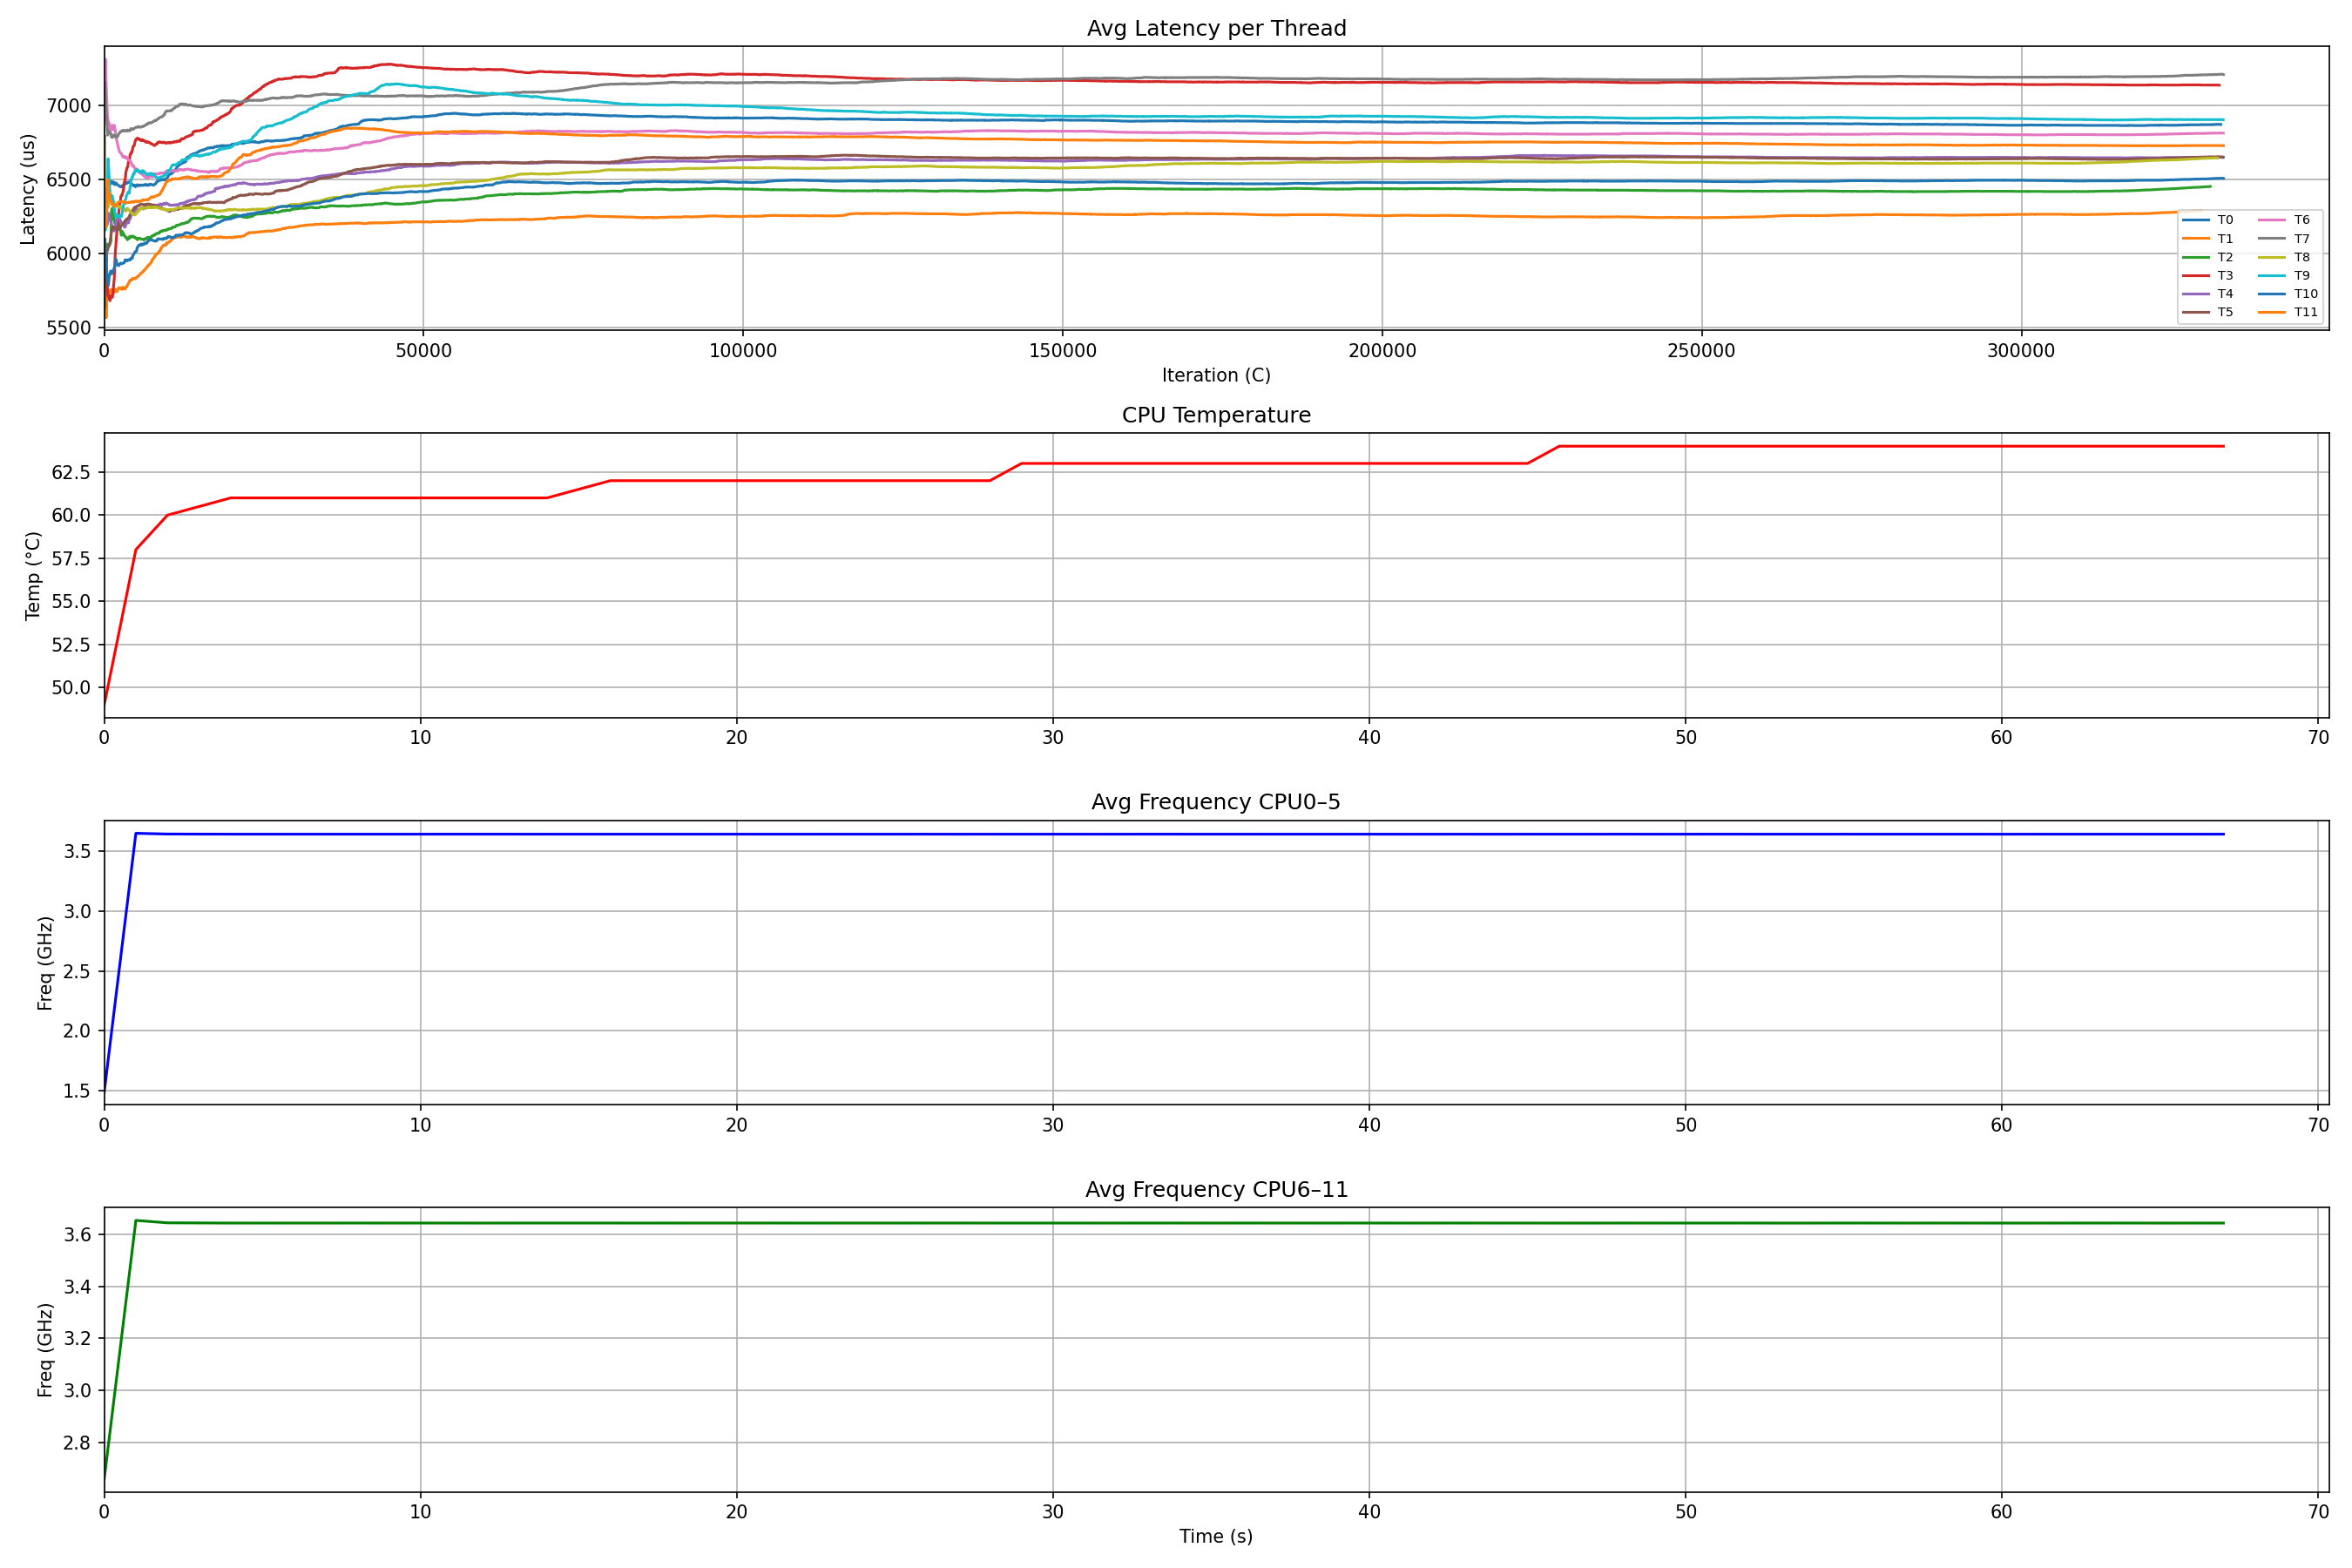 Avg Latency per Thread
Latency (us)
7000
6500
6000
5500
T0 T6
T1 T7
T2 T8
T3 T9
T4 T10
T5 T11
0 50000 100000 150000 200000 250000 300000
Iteration (C)
CPU Temperature
Temp (°C)
62.5
60.0
57.5
55.0
52.5
50.0
0 10 20 30 40 50 60 70
Avg Frequency CPU0–5
Freq (GHz)
3.5
3.0
2.5
2.0
1.5
0 10 20 30 40 50 60 70
Avg Frequency CPU6–11
Freq (GHz)
3.6
3.4
3.2
3.0
2.8
0 10 20 30 40 50 60 70
Time (s)